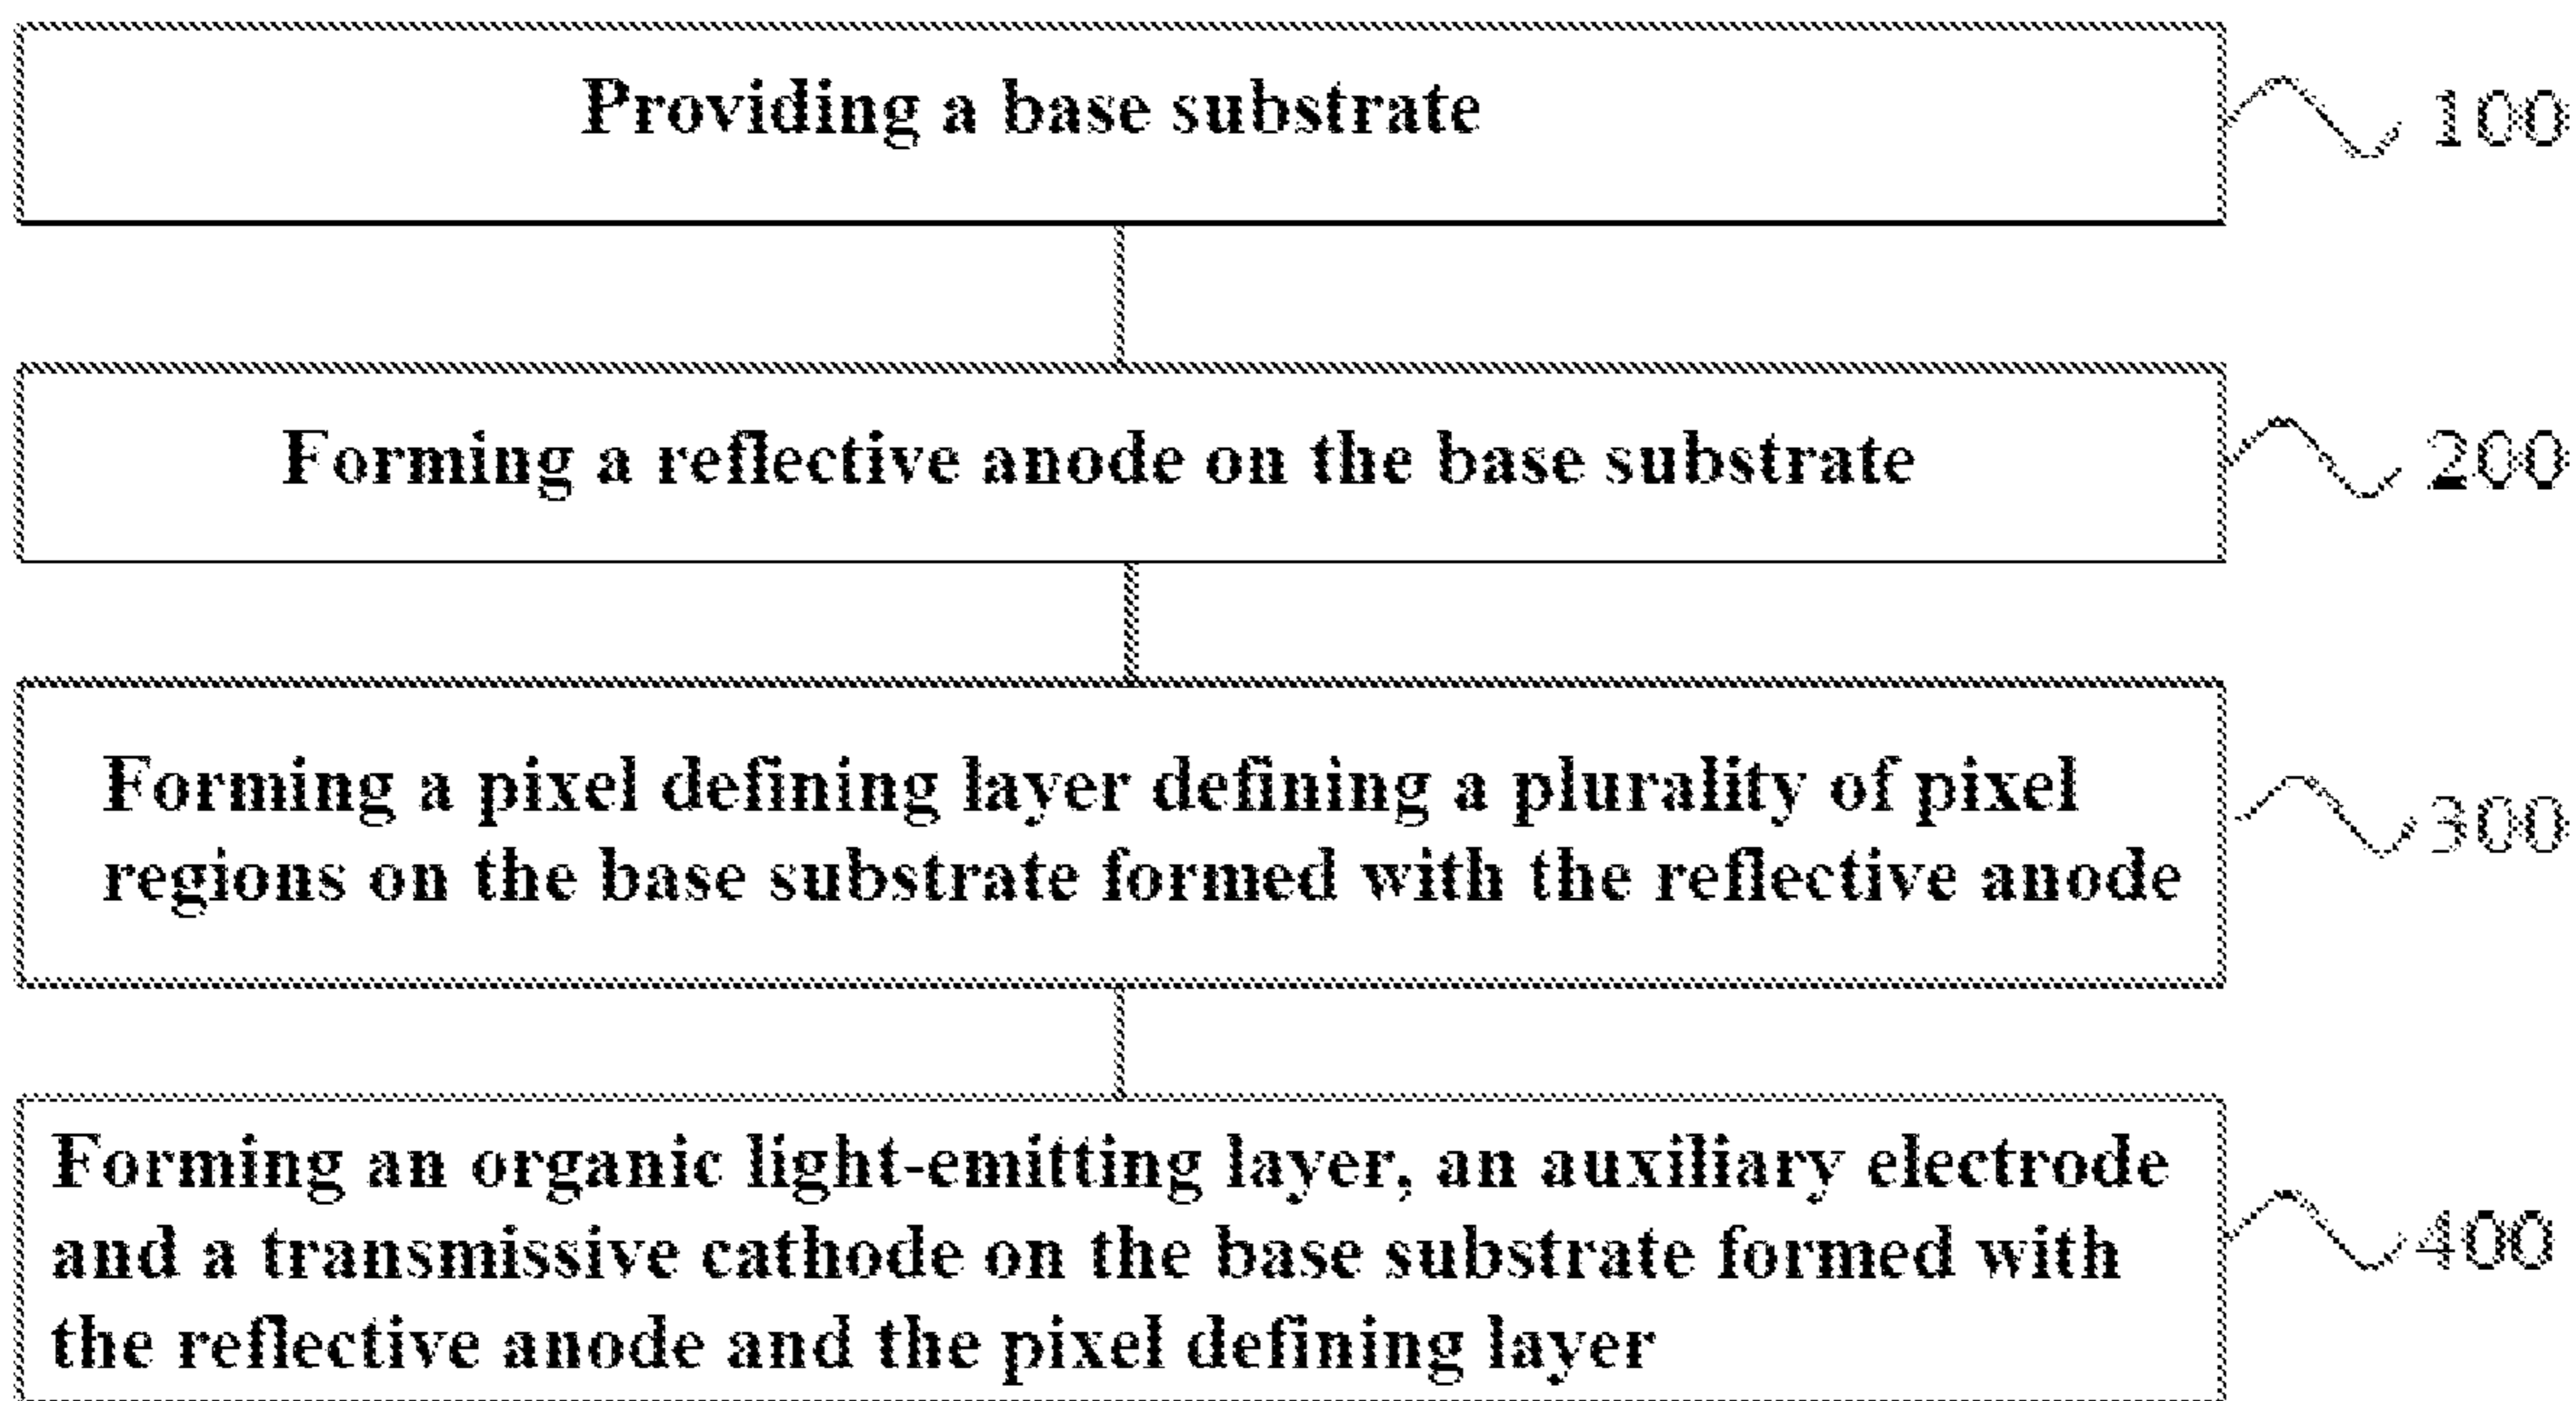 Providing a base substrate
100
Forming a reflective anode on the base substrate
200
Forming a pixel defining layer defining a plurality of pixel
regions on the base substrate formed with the reflective anode
300
Forming an organic light-emitting layer, an auxiliary electrode
and a transmissive cathode on the base substrate formed with
the reflective anode and the pixel defining layer
400